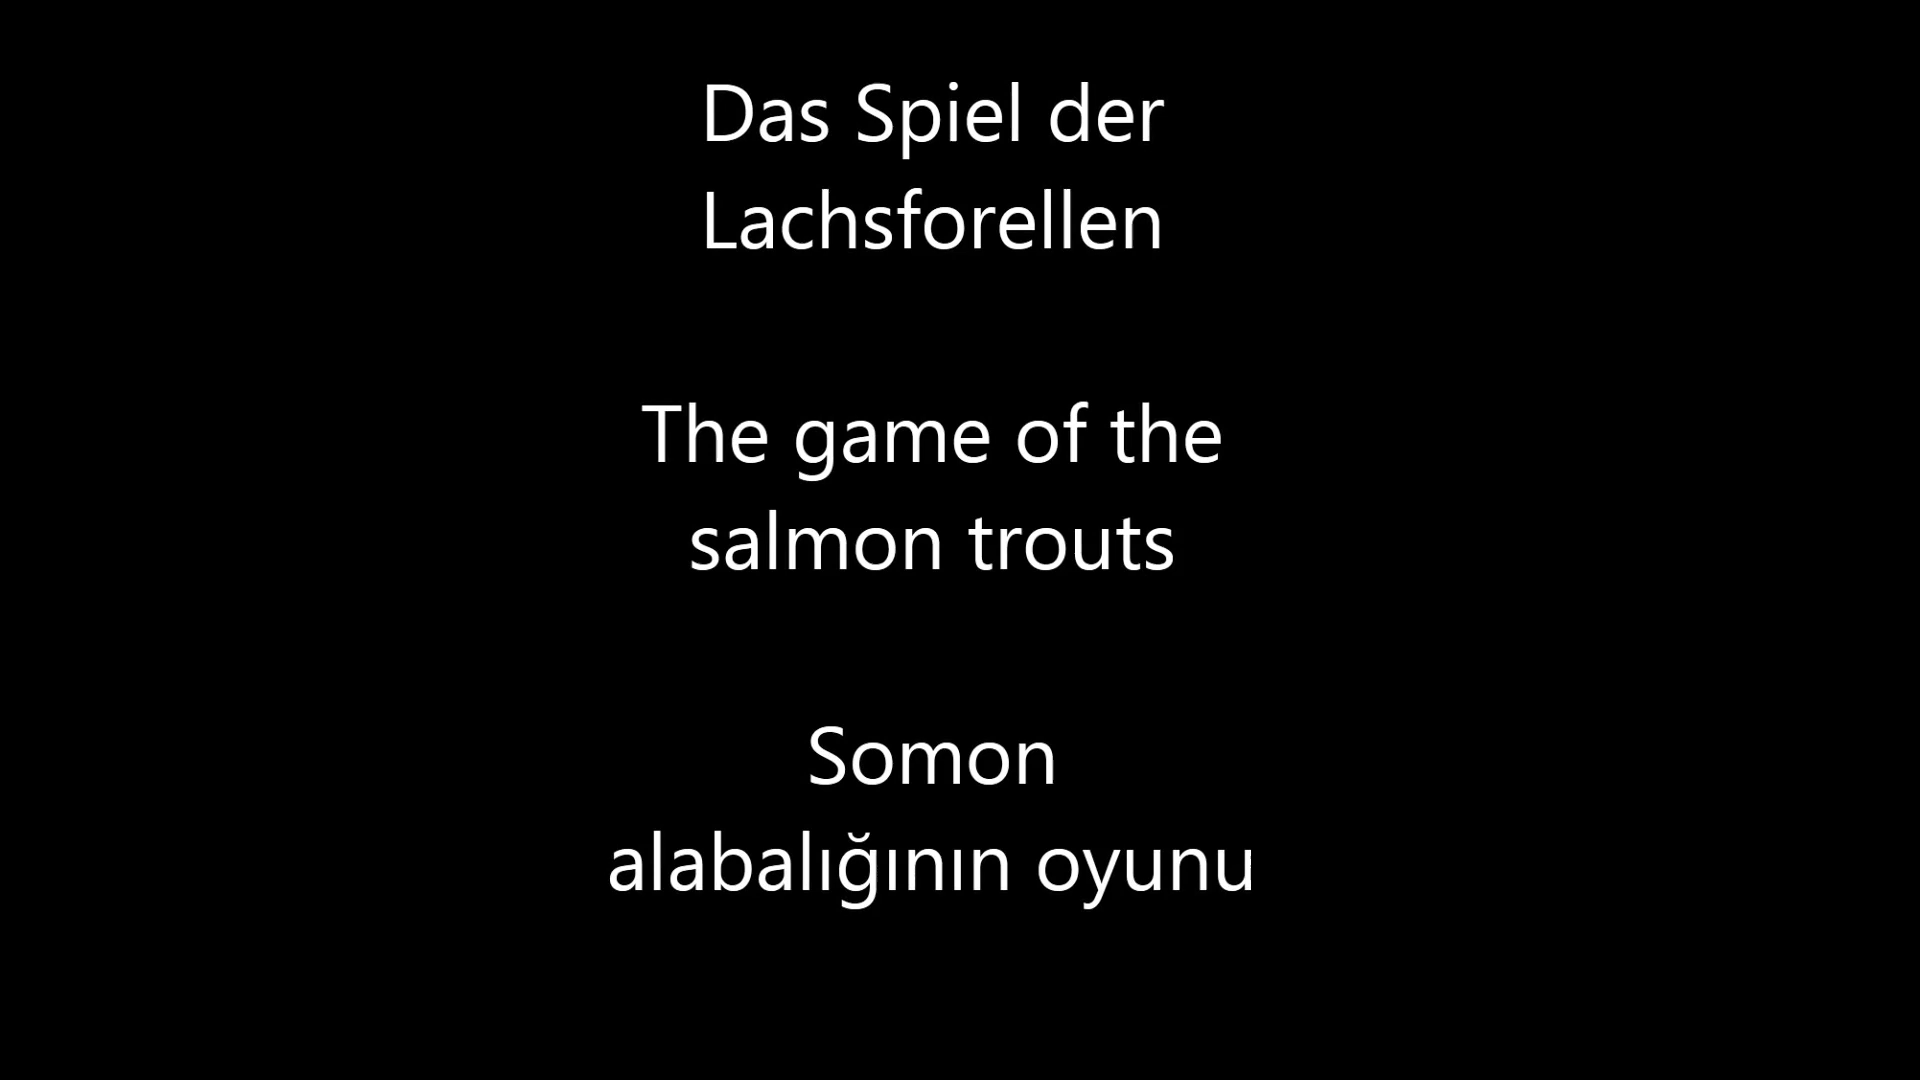 Das Spiel der
Lachsforellen
The game of the
salmon trouts
Somon
alabalığının oyunu